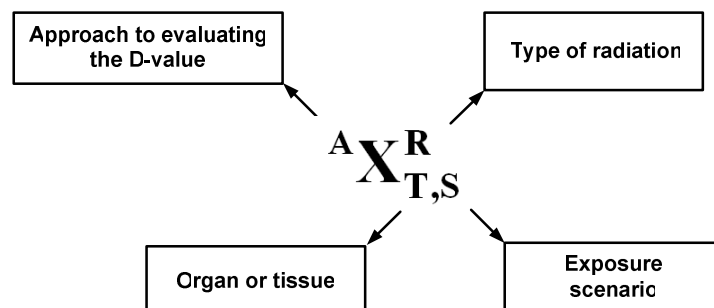 Approach to evaluating
the D-value
Type of radiation
A X R T,S
Organ or tissue
Exposure
scenario